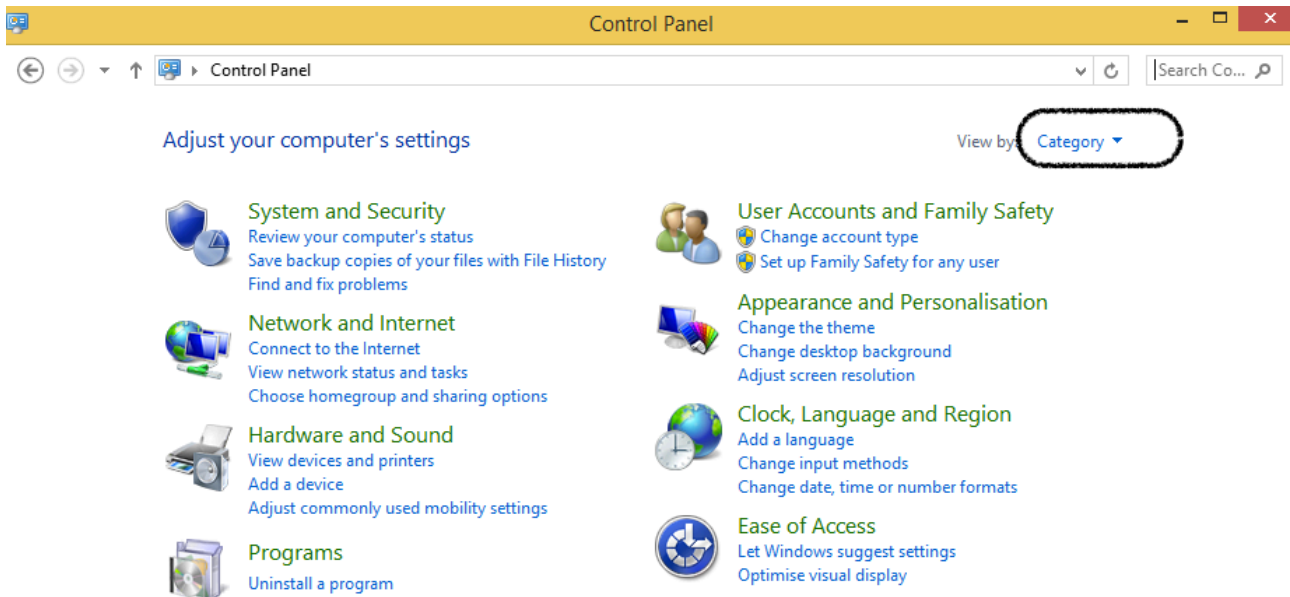 Control Panel
Control Panel
Search Co...
Adjust your computer's settings
View by:
Category
System and Security
Review your computer's status
Save backup copies of your files with File History
Find and fix problems
Network and Internet
Connect to the Internet
View network status and tasks
Choose homegroup and sharing options
Hardware and Sound
View devices and printers
Add a device
Adjust commonly used mobility settings
Programs
Uninstall a program
User Accounts and Family Safety
Change account type
Set up Family Safety for any user
Appearance and Personalisation
Change the theme
Change desktop background
Adjust screen resolution
Clock, Language and Region
Add a language
Change input methods
Change date, time or number formats
Ease of Access
Let Windows suggest settings
Optimise visual display